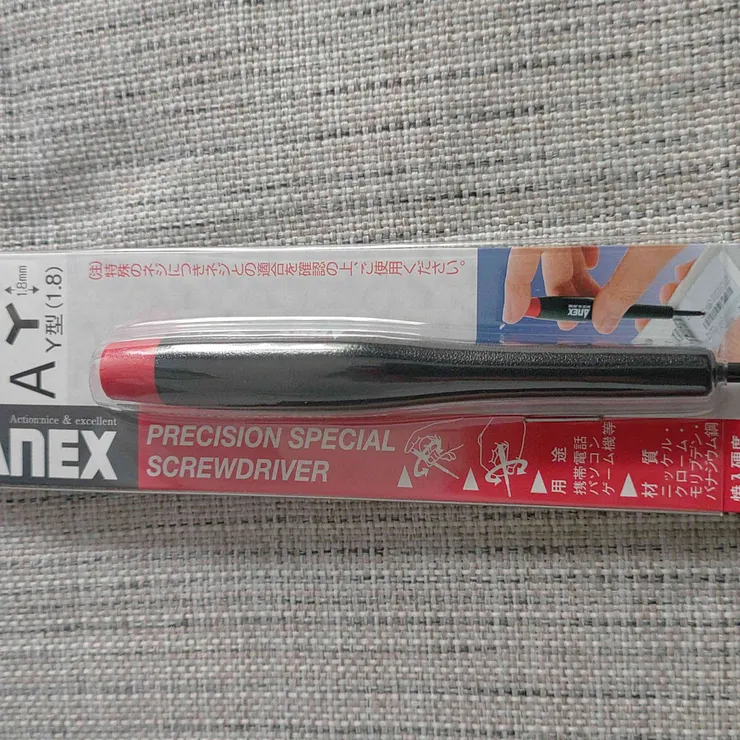 A
Y 1.8mm
Y型(1.8)
(注)特殊のネジにつきネジとの適合を確認の上、ご使用ください。
ANEX
Action:nice & excellent
ANEX
PRECISION SPECIAL
SCREWDRIVER
用途
携帯電話
パソコン
ゲーム機等
材質
ニッケル・
クローム・
モリブデン・
バナジウム鋼